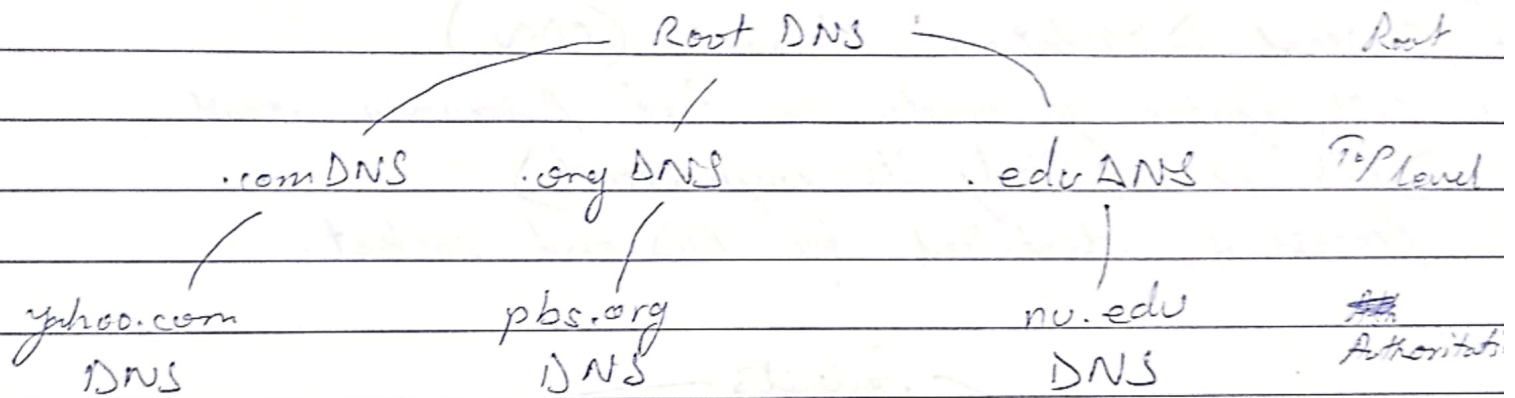 Root DNS Root
.com DNS .org DNS .edu DNS Top level
yahoo.com pbs.org nu.edu
DNS DNS DNS Authoritati